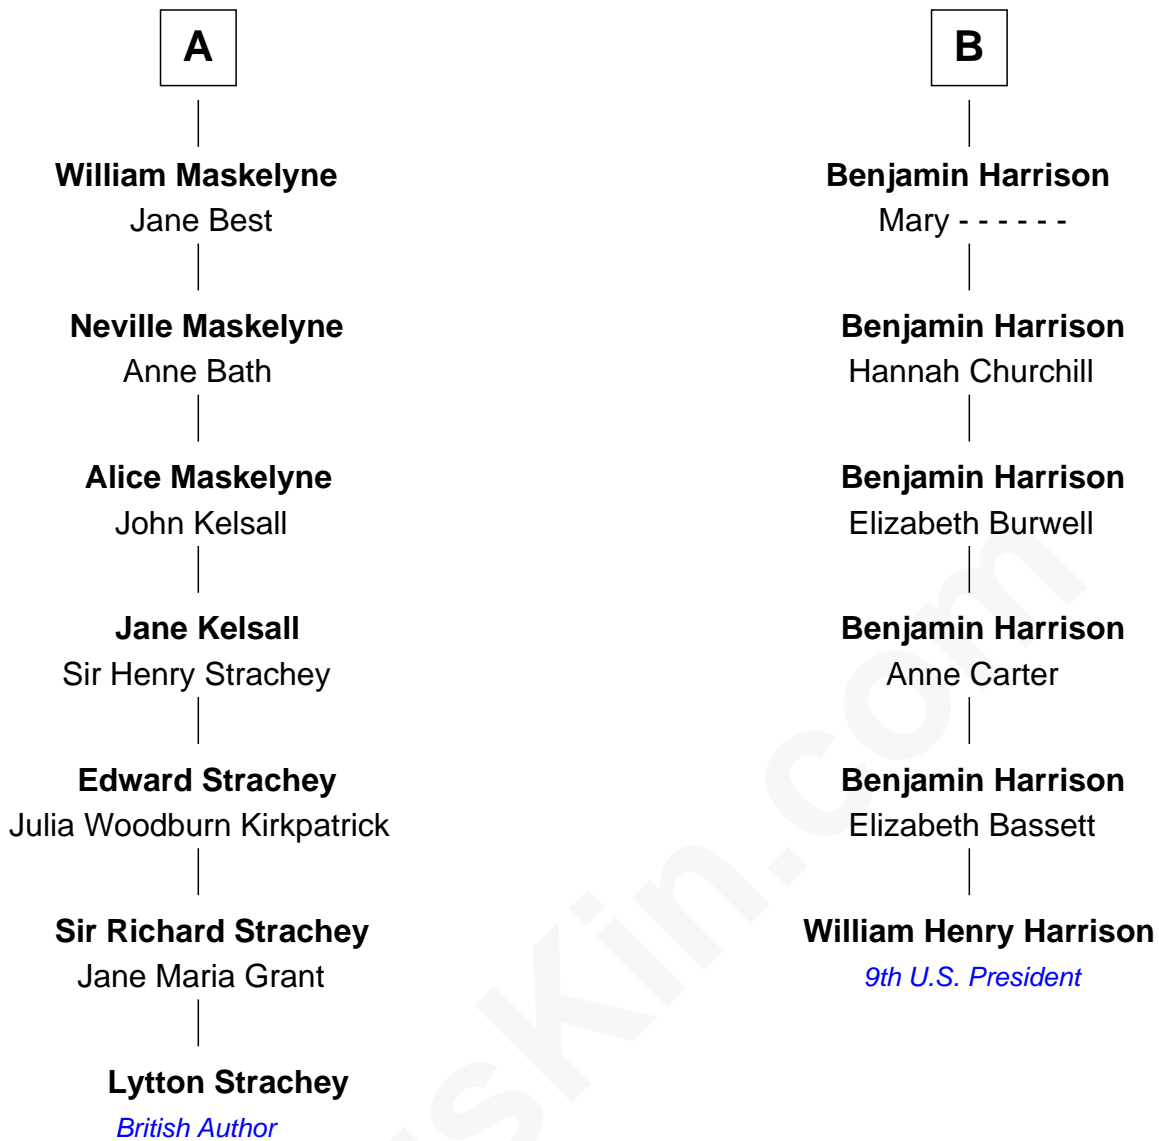 A
William Maskelyne
Jane Best
Neville Maskelyne
Anne Bath
Alice Maskelyne
John Kelsall
Jane Kelsall
Sir Henry Strachey
Edward Strachey
Julia Woodburn Kirkpatrick
Sir Richard Strachey
Jane Maria Grant
Lytton Strachey
British Author
B
Benjamin Harrison
Mary - - - - - -
Benjamin Harrison
Hannah Churchill
Benjamin Harrison
Elizabeth Burwell
Benjamin Harrison
Anne Carter
Benjamin Harrison
Elizabeth Bassett
William Henry Harrison
9th U.S. President